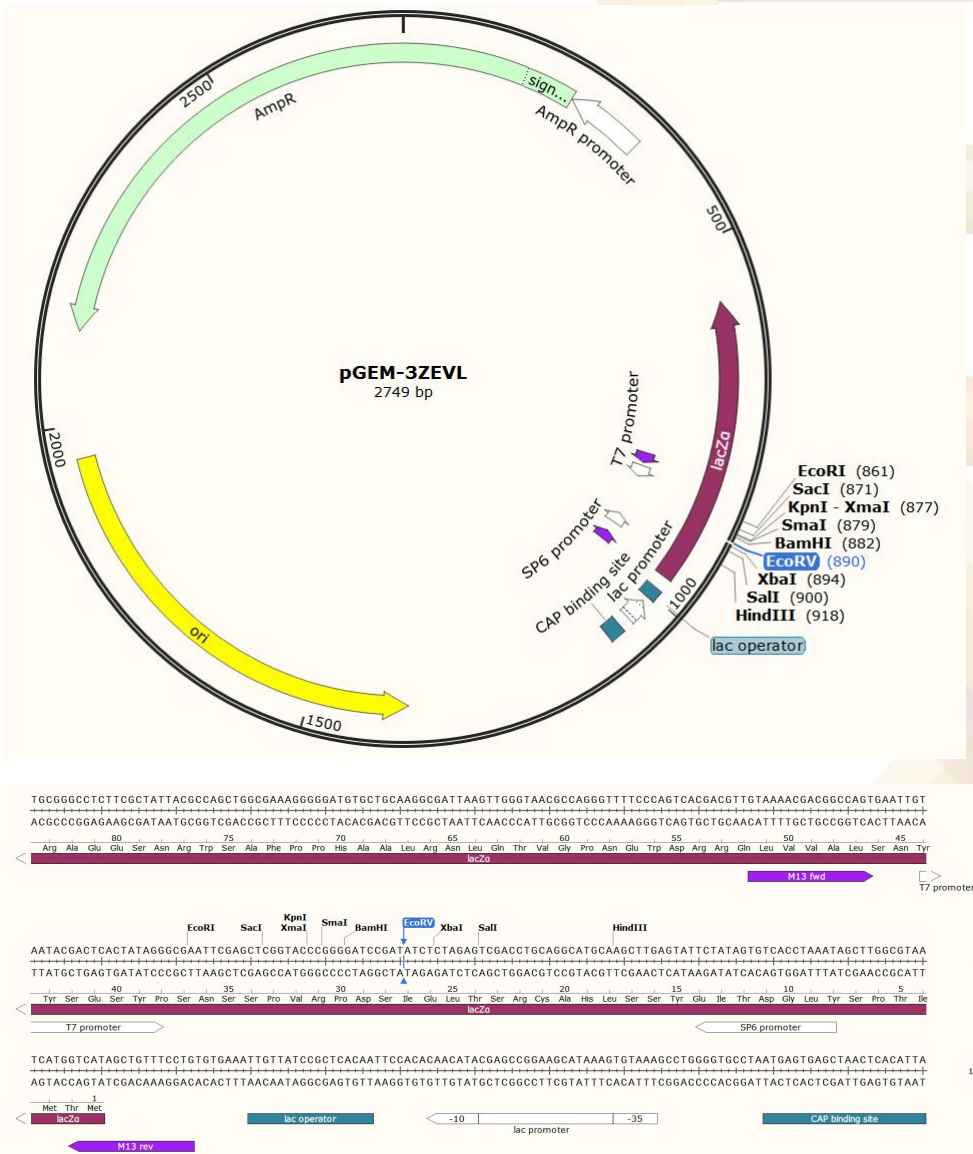 sign...
AmpR promoter
2500
AmpR
500
pGEM-3ZEVL
2749 bp
T7 promoter
lacZα
2000
EcoRI (861)
SacI (871)
KpnI - XmaI (877)
SmaI (879)
BamHI (882)
EcoRV (890)
XbaI (894)
SalI (900)
HindIII (918)
SP6 promoter
lac promoter
CAP binding site
1000
lac operator
ori
1500
TGCGGGCCTCTTCGCTATTACGCCAGCTGGCGAAAGGGGGATGTGCTGCAAGGCGATTAAGTTGGGTAACGCCAGGGTTTTCCCAGTCACGACGTTGTAAAACGACGGCCAGTGAATTGT
ACGCCCGGAGAAGCGATAATGCGGTCGACCGCTTTCCCCCTACACGACGTTCCGCTAATTCAACCCATTGCGGTCCCAAAAGGGTCAGTGCTGCAACATTTTGCTGCCGGTCACTTAACA
80 75 70 65 60 55 50 45
Arg Ala Glu Glu Ser Asn Arg Trp Ser Ala Phe Pro Pro His Ala Ala Leu Arg Asn Leu Gln Thr Val Gly Pro Asn Glu Trp Asp Arg Arg Gln Leu Val Val Ala Leu Ser Asn Tyr
lacZα
M13 fwd
T7 promoter
EcoRI SacI KpnI XmaI SmaI BamHI EcoRV XbaI SalI HindIII
AATACGACTCACTATAGGGCGAATTCGAGCTCGGTACCCGGGGATCCGATATCTCTAGAGTCGACCTGCAGGCATGCAAGCTTGAGTATTCTATAGTGTCACCTAAATAGCTTGGCGTAA
TTATGCTGAGTGATATCCCGCTTAAGCTCGAGCCATGGGCCCCTAGGCTATAGAGATCTCAGCTGGACGTCCGTACGTTCGAACTCATAAGATATCACAGTGGATTTATCGAACCGCATT
40 35 30 25 20 15 10 5
Tyr Ser Glu Ser Tyr Pro Ser Asn Ser Ser Pro Val Arg Pro Asp Ser Ile Glu Leu Thr Ser Arg Cys Ala His Leu Ser Ser Tyr Glu Ile Thr Asp Gly Leu Tyr Ser Pro Thr Ile
lacZα
T7 promoter
SP6 promoter
TCATGGTCATAGCTGTTTCCTGTGTGAAATTGTTATCCGCTCACAATTCCACACAACATACGAGCCGGAAGCATAAAGTGTAAAGCCTGGGGTGCCTAATGAGTGAGCTAACTCACATTA
1
AGTACCAGTATCGACAAAGGACACACTTTAACAATAGGCGAGTGTTAAGGTGTGTTGTATGCTCGGCCTTCGTATTTCACATTTCGGACCCCACGGATTACTCACTCGATTGAGTGTAAT
1
Met Thr Met
lacZα
lac operator
-10
-35
lac promoter
CAP binding site
M13 rev